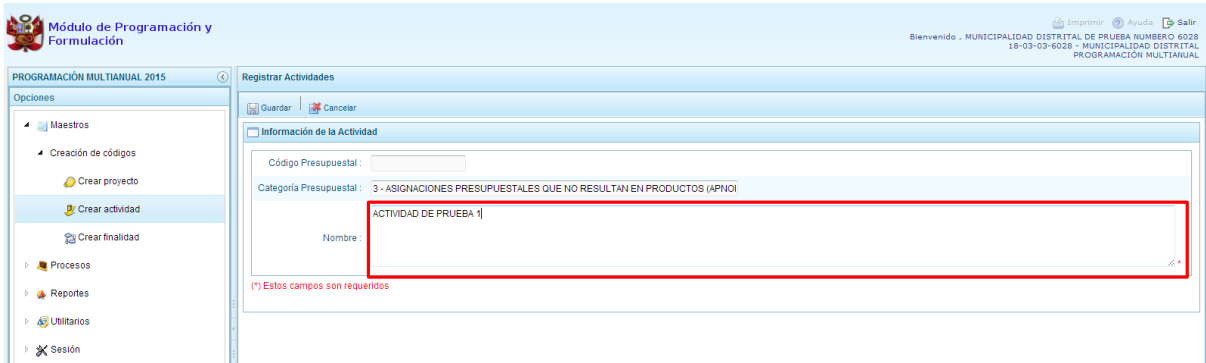 Módulo de Programación y
Formulación
Imprimir Ayuda Salir
Bienvenido , MUNICIPALIDAD DISTRITAL DE PRUEBA NUMBERO 6028
18-03-03-6028 - MUNICIPALIDAD DISTRITAL
PROGRAMACIÓN MULTIANUAL
PROGRAMACIÓN MULTIANUAL 2015
Opciones
Maestros
Creación de códigos
Crear proyecto
Crear actividad
Crear finalidad
Procesos
Reportes
Utilitarios
Sesión
Registrar Actividades
Guardar Cancelar
Información de la Actividad
Código Presupuestal :
Categoría Presupuestal : 3 - ASIGNACIONES PRESUPUESTALES QUE NO RESULTAN EN PRODUCTOS (APNO
Nombre : ACTIVIDAD DE PRUEBA 1
*
(*) Estos campos son requeridos